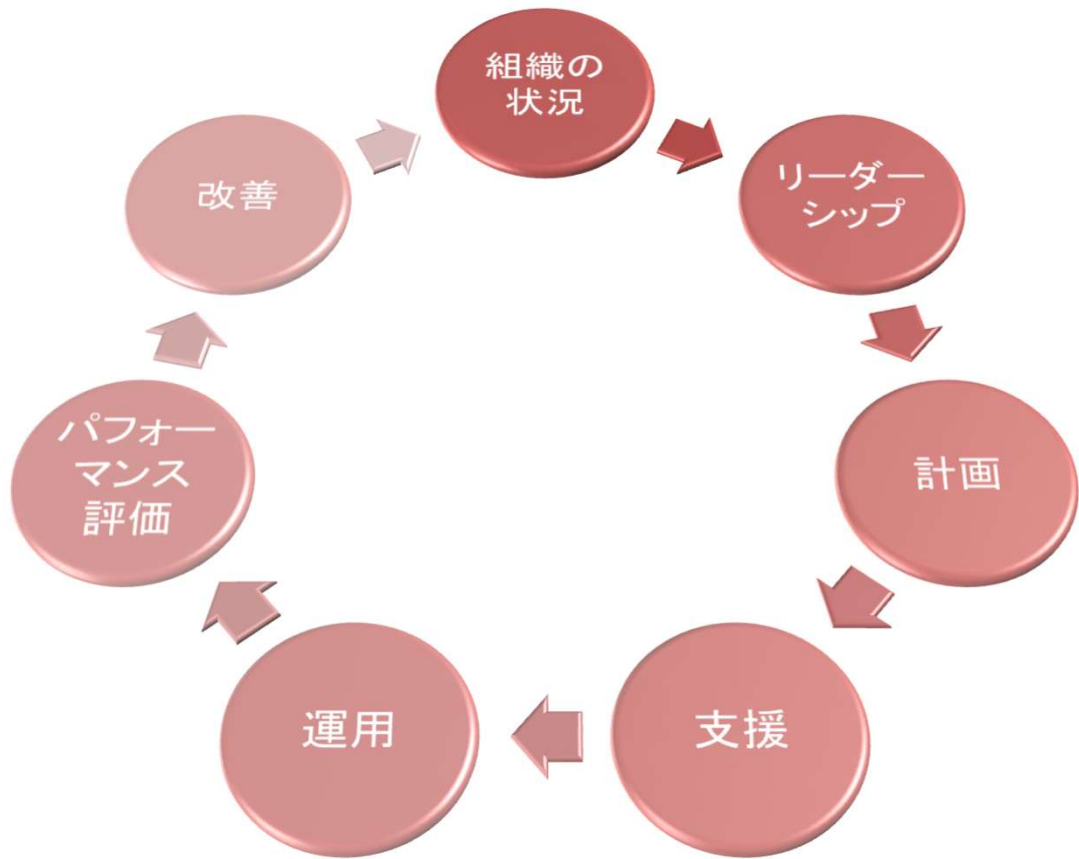 組織の
状況
リーダー
シップ
計画
支援
運用
パフォー
マンス
評価
改善